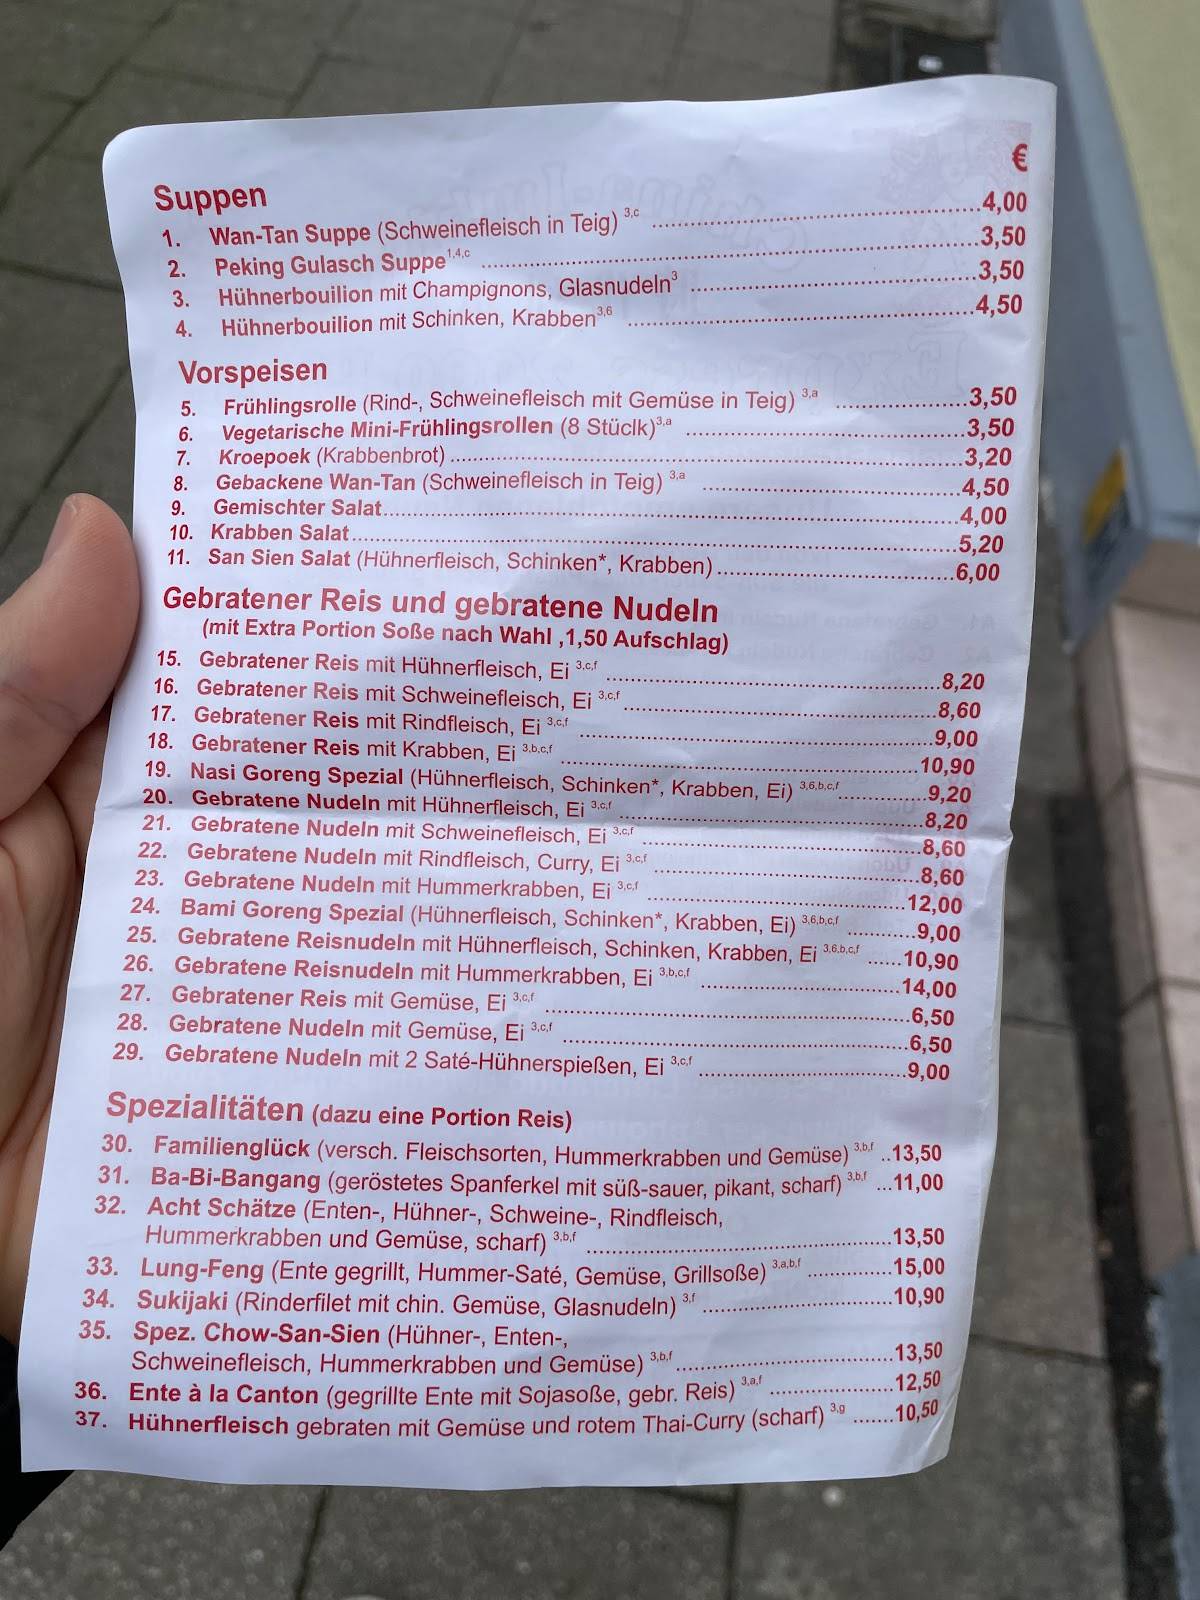 €
Suppen
1. Wan-Tan Suppe (Schweinefleisch in Teig) 3,c ........ 4,00
2. Peking Gulasch Suppe 1,4,c ........ 3,50
3. Hühnerbouilion mit Champignons, Glasnudeln 3 ........ 3,50
4. Hühnerbouilion mit Schinken, Krabben 3,6 ........ 4,50
Vorspeisen
5. Frühlingsrolle (Rind-, Schweinefleisch mit Gemüse in Teig) 3,a ........ 3,50
6. Vegetarische Mini-Frühlingsrollen (8 Stüclk) 3,a ........ 3,50
7. Kroepoek (Krabbenbrot) ........ 3,20
8. Gebackene Wan-Tan (Schweinefleisch in Teig) 3,a ........ 4,50
9. Gemischter Salat ........ 4,00
10. Krabben Salat ........ 5,20
11. San Sien Salat (Hühnerfleisch, Schinken*, Krabben) ........ 6,00
Gebratener Reis und gebratene Nudeln
(mit Extra Portion Soße nach Wahl ,1,50 Aufschlag)
15. Gebratener Reis mit Hühnerfleisch, Ei 3,c,f ........ 8,20
16. Gebratener Reis mit Schweinefleisch, Ei 3,c,f ........ 8,60
17. Gebratener Reis mit Rindfleisch, Ei 3,c,f ........ 9,00
18. Gebratener Reis mit Krabben, Ei 3,b,c,f ........ 10,90
19. Nasi Goreng Spezial (Hühnerfleisch, Schinken*, Krabben, Ei) 3,6,b,c,f ........ 9,20
20. Gebratene Nudeln mit Hühnerfleisch, Ei 3,c,f ........ 8,20
21. Gebratene Nudeln mit Schweinefleisch, Ei 3,c,f ........ 8,60
22. Gebratene Nudeln mit Rindfleisch, Curry, Ei 3,c,f ........ 8,60
23. Gebratene Nudeln mit Hummerkrabben, Ei 3,c,f ........ 12,00
24. Bami Goreng Spezial (Hühnerfleisch, Schinken*, Krabben, Ei) 3,6,b,c,f ........ 9,00
25. Gebratene Reisnudeln mit Hühnerfleisch, Schinken, Krabben, Ei 3,6,b,c,f ...... 10,90
26. Gebratene Reisnudeln mit Hummerkrabben, Ei 3,b,c,f ........ 14,00
27. Gebratener Reis mit Gemüse, Ei 3,c,f ........ 6,50
28. Gebratene Nudeln mit Gemüse, Ei 3,c,f ........ 6,50
29. Gebratene Nudeln mit 2 Saté-Hühnerspießen, Ei 3,c,f ........ 9,00
Spezialitäten (dazu eine Portion Reis)
30. Familienglück (versch. Fleischsorten, Hummerkrabben und Gemüse) 3,b,f .. 13,50
31. Ba-Bi-Bangang (geröstetes Spanferkel mit süß-sauer, pikant, scharf) 3,b,f ... 11,00
32. Acht Schätze (Enten-, Hühner-, Schweine-, Rindfleisch,
Hummerkrabben und Gemüse, scharf) 3,b,f ........ 13,50
33. Lung-Feng (Ente gegrillt, Hummer-Saté, Gemüse, Grillsoße) 3,a,b,f ........ 15,00
34. Sukijaki (Rinderfilet mit chin. Gemüse, Glasnudeln) 3,f ........ 10,90
35. Spez. Chow-San-Sien (Hühner-, Enten-,
Schweinefleisch, Hummerkrabben und Gemüse) 3,b,f ........ 13,50
36. Ente à la Canton (gegrillte Ente mit Sojasoße, gebr. Reis) 3,a,f ........ 12,50
37. Hühnerfleisch gebraten mit Gemüse und rotem Thai-Curry (scharf) 3,g ....... 10,50